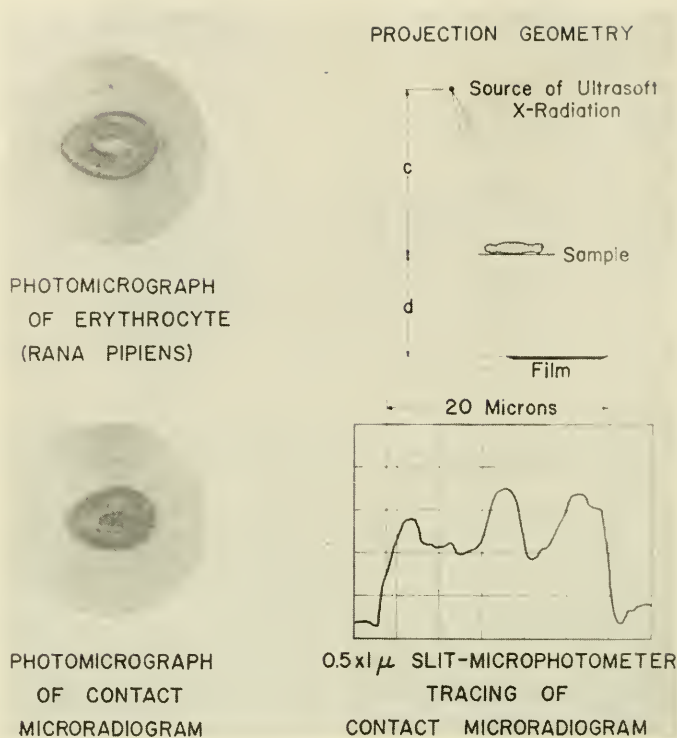 PROJECTION GEOMETRY
Source of Ultrasoft
X-Radiation
c
Sample
d
Film
PHOTOMICROGRAPH
OF ERYTHROCYTE
(RANA PIPIENS)
20 Microns
PHOTOMICROGRAPH
OF CONTACT
MICRORADIOGRAM
0.5x1μ SLIT-MICROPHOTOMETER
TRACING OF
CONTACT MICRORADIOGRAM